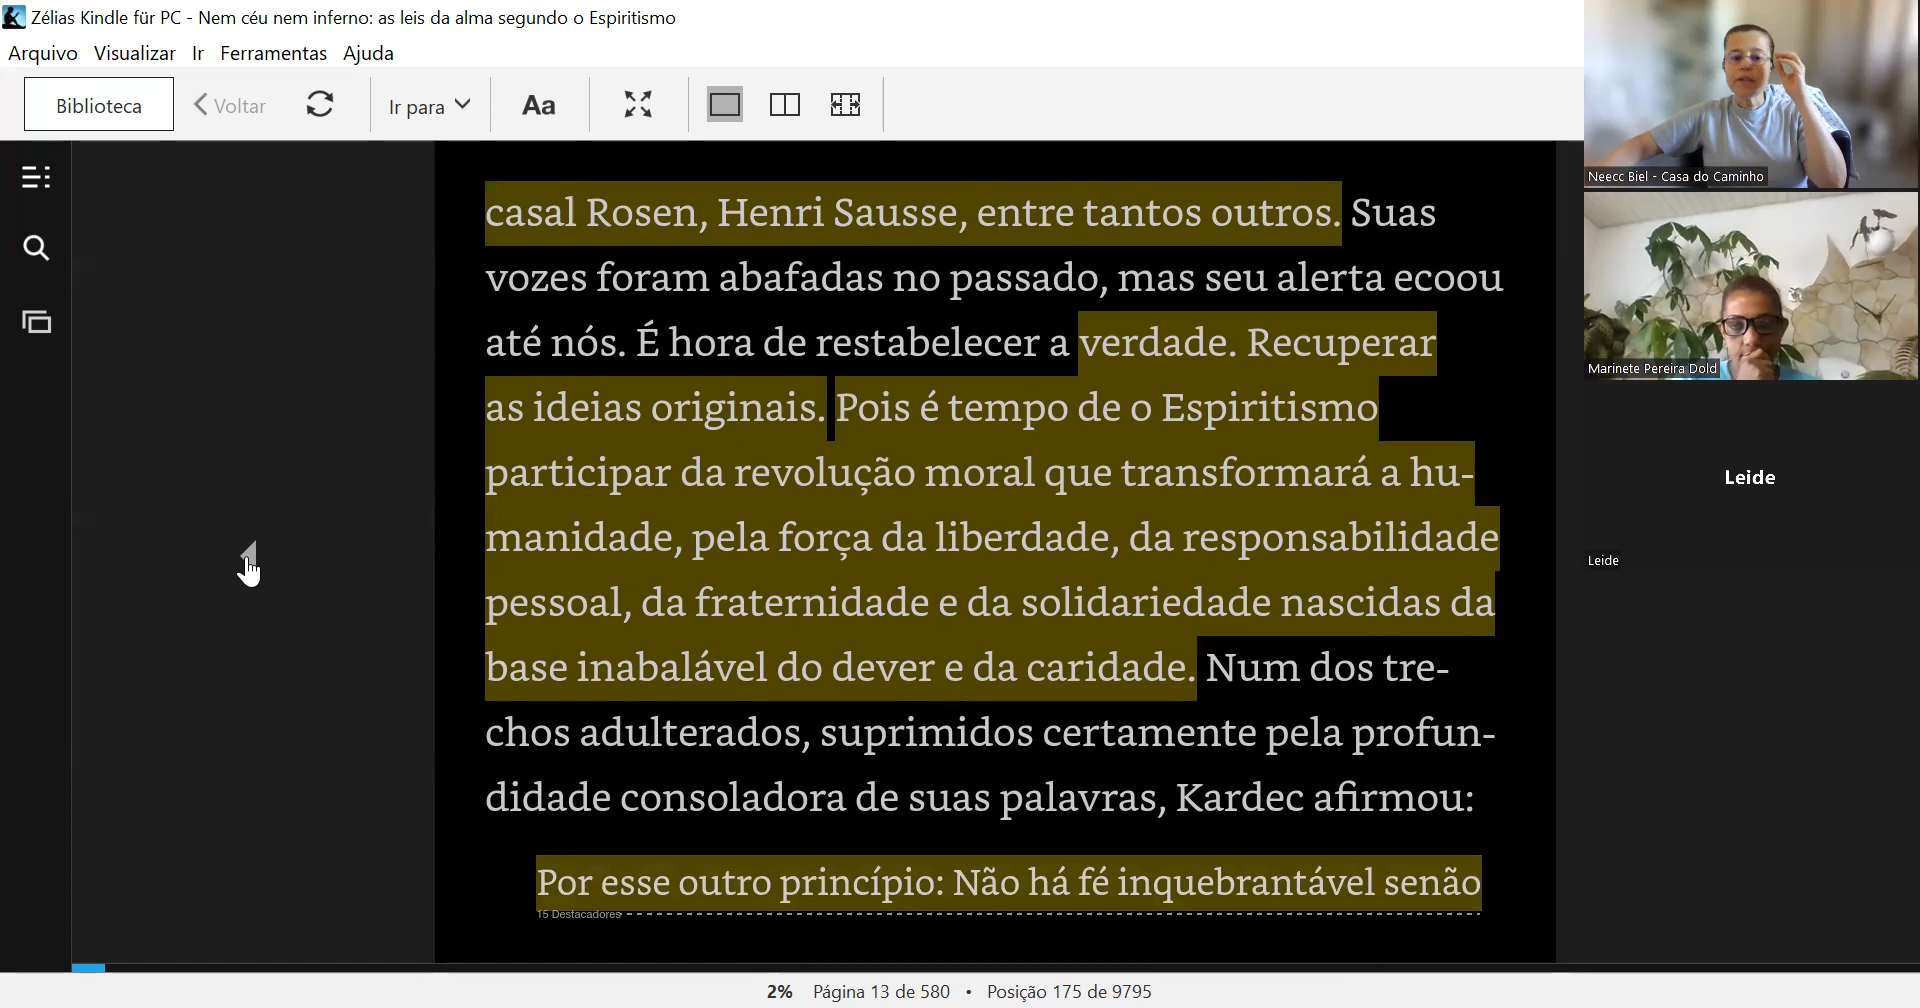 Zélias Kindle für PC - Nem céu nem inferno: as leis da alma segundo o Espiritismo
Arquivo Visualizar Ir Ferramentas Ajuda
Biblioteca Voltar Ir para Aa
casal Rosen, Henri Sausse, entre tantos outros. Suas
vozes foram abafadas no passado, mas seu alerta ecoou
até nós. É hora de restabelecer a verdade. Recuperar
as ideias originais. Pois é tempo de o Espiritismo
participar da revolução moral que transformará a hu-
manidade, pela força da liberdade, da responsabilidade
pessoal, da fraternidade e da solidariedade nascidas da
base inabalável do dever e da caridade. Num dos tre-
chos adulterados, suprimidos certamente pela profun-
didade consoladora de suas palavras, Kardec afirmou:
Por esse outro princípio: Não há fé inquebrantável senão
15 Destacadores
2% Página 13 de 580 • Posição 175 de 9795
Neecc Biel - Casa do Caminho
Marinete Pereira Dold
Leide
Leide